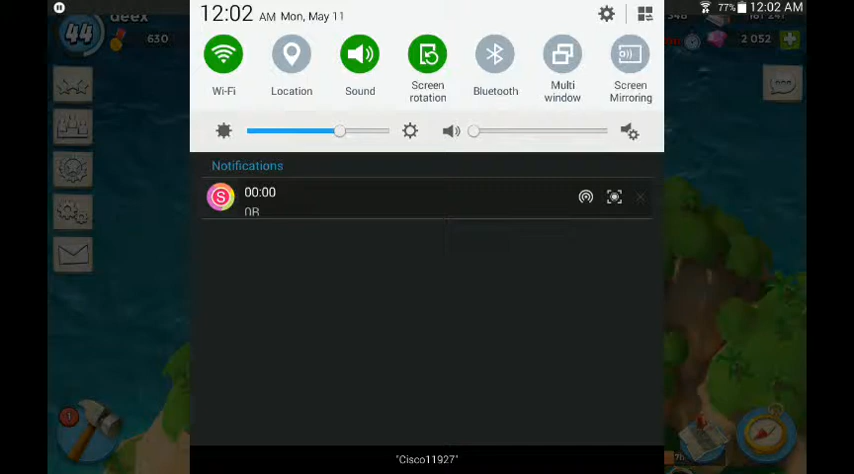 12:02 AM Mon, May 11
77% 12:02 AM
deex
44
630
2 052
Wi-Fi
Location
Sound
Screen rotation
Bluetooth
Multi window
Screen Mirroring
Notifications
S
00:00
1
"Cisco11927"